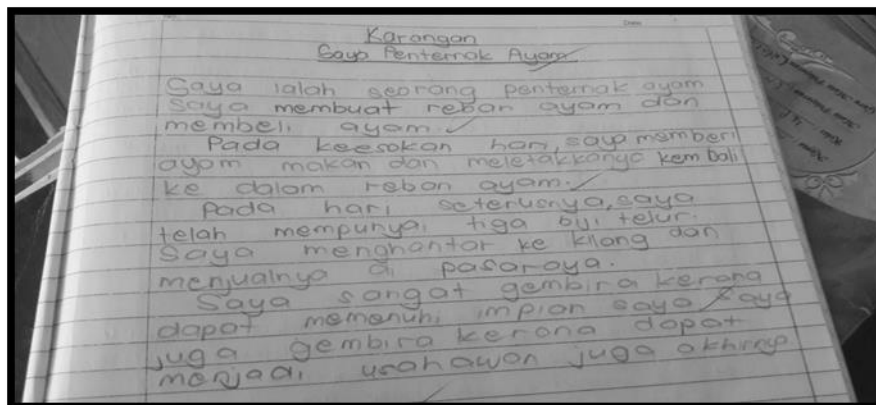 Karangan
Saya Penternak Ayam
Saya ialah seorang penternak ayam
Saya membuat reban ayam dan
membeli ayam.
Pada keesokan hari, saya memberi
ayam makan dan meletakkanya kembali
ke dalam reban ayam.
Pada hari seterusnya, saya
telah mempunyai tiga biji telur.
Saya menghantar ke kilang dan
menjualnya di pasaraya.
Saya sangat gembira kerana
dapat memenuhi impian saya. Saya
juga gembira kerana dapat
menjadi usahawan juga akhirnya.